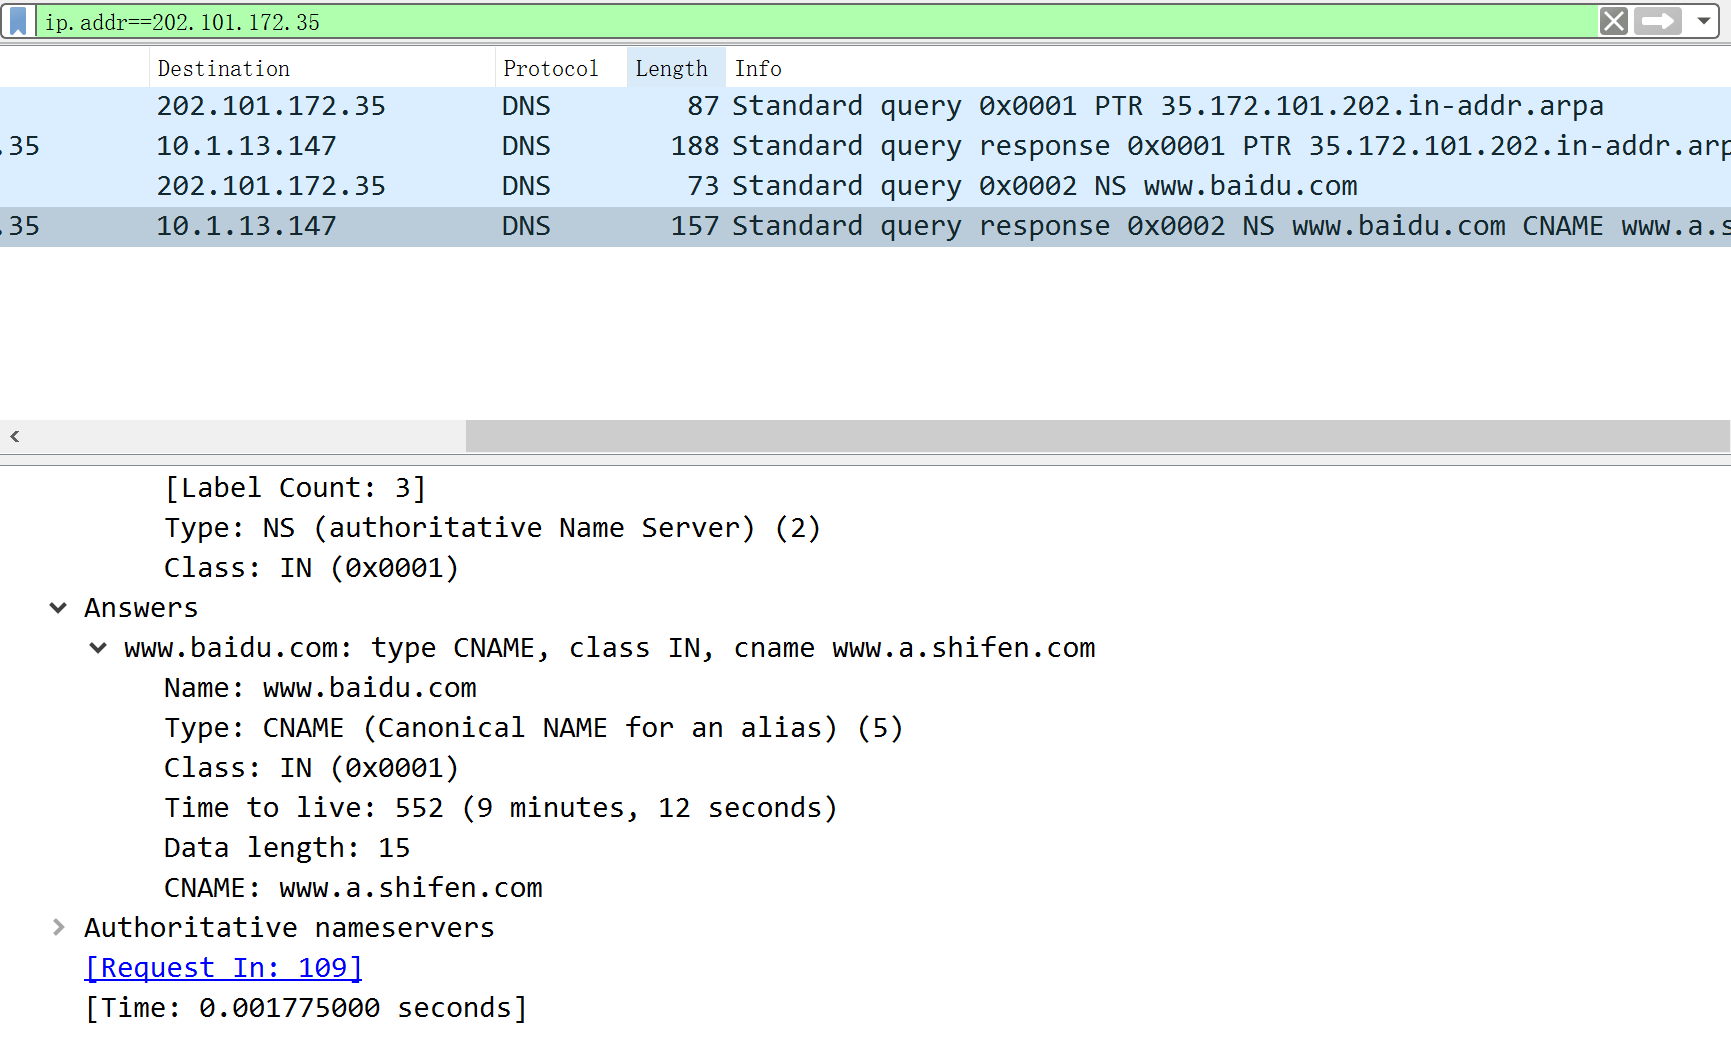 ip.addr==202.101.172.35
Destination Protocol Length Info
202.101.172.35 DNS 87 Standard query 0x0001 PTR 35.172.101.202.in-addr.arpa
.35 10.1.13.147 DNS 188 Standard query response 0x0001 PTR 35.172.101.202.in-addr.arp
202.101.172.35 DNS 73 Standard query 0x0002 NS www.baidu.com
.35 10.1.13.147 DNS 157 Standard query response 0x0002 NS www.baidu.com CNAME www.a.s
[Label Count: 3]
Type: NS (authoritative Name Server) (2)
Class: IN (0x0001)
Answers
www.baidu.com: type CNAME, class IN, cname www.a.shifen.com
Name: www.baidu.com
Type: CNAME (Canonical NAME for an alias) (5)
Class: IN (0x0001)
Time to live: 552 (9 minutes, 12 seconds)
Data length: 15
CNAME: www.a.shifen.com
Authoritative nameservers
[Request In: 109]
[Time: 0.001775000 seconds]